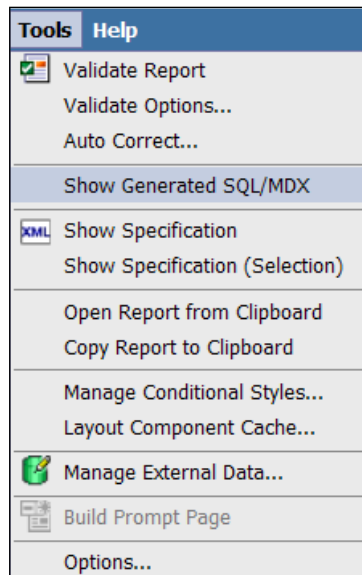 Tools Help
Validate Report
Validate Options...
Auto Correct...
Show Generated SQL/MDX
XML Show Specification
Show Specification (Selection)
Open Report from Clipboard
Copy Report to Clipboard
Manage Conditional Styles...
Layout Component Cache...
Manage External Data...
Build Prompt Page
Options...